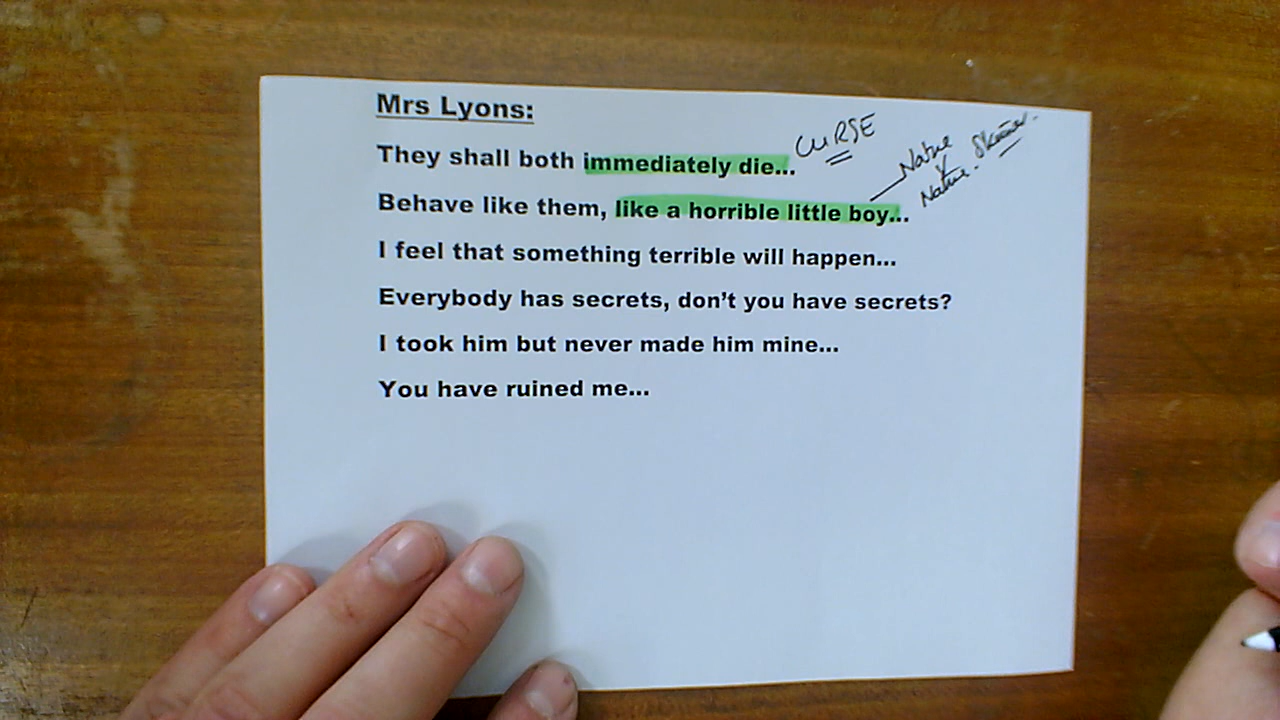 Mrs Lyons:
They shall both immediately die...
CURSE
Behave like them, like a horrible little boy...
Nature
V
Nature.
I feel that something terrible will happen...
Everybody has secrets, don't you have secrets?
I took him but never made him mine...
You have ruined me...